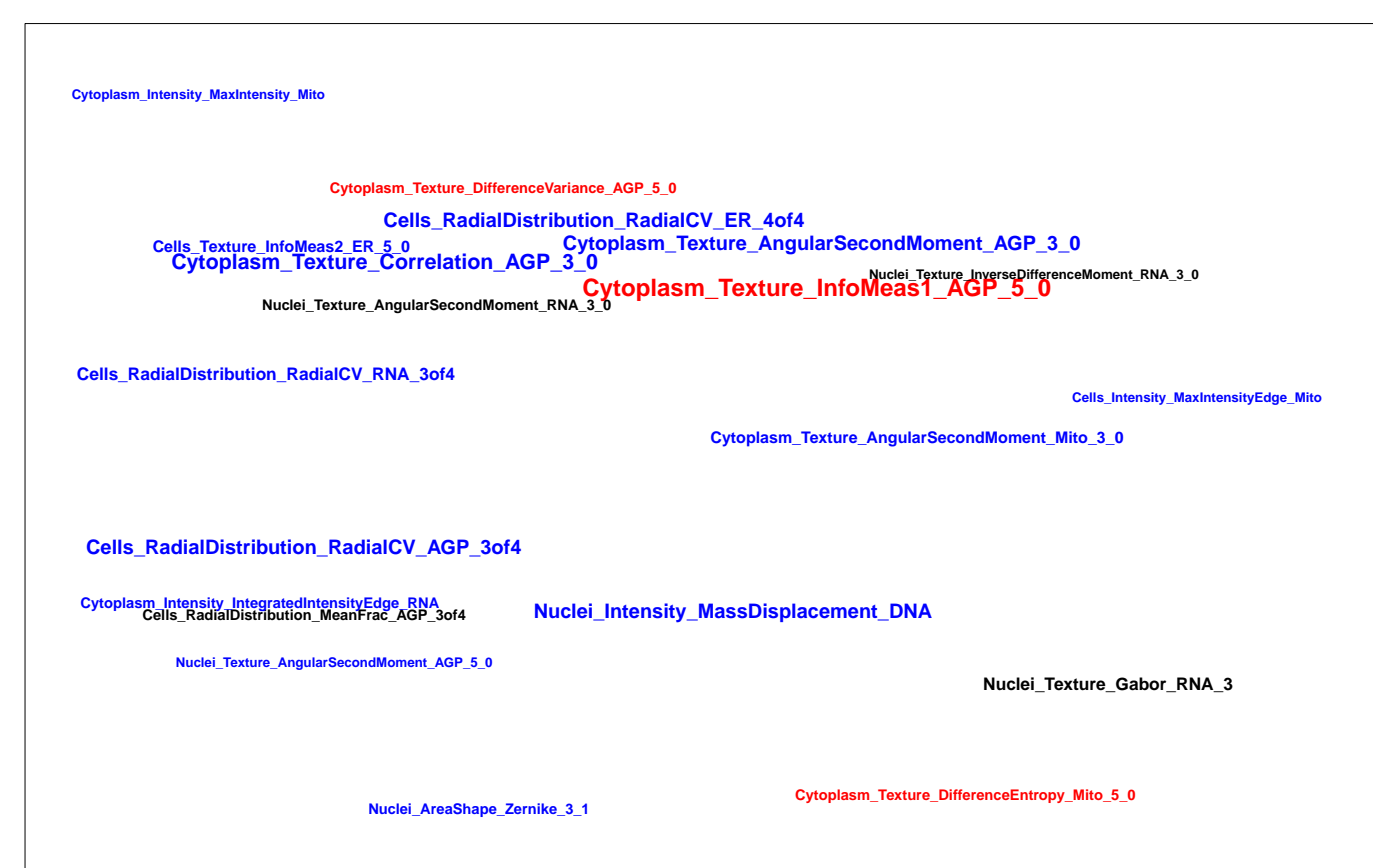 Cytoplasm_Intensity_MaxIntensity_Mito
Cytoplasm_Texture_DifferenceVariance_AGP_5_0
Cells_RadialDistribution_RadialCV_ER_4of4
Cytoplasm_Texture_AngularSecondMoment_AGP_3_0
Cells_Texture_InfoMeas2_ER_5_0
Cytoplasm_Texture_Correlation_AGP_3_0
Nuclei_Texture_InverseDifferenceMoment_RNA_3_0
Cytoplasm_Texture_InfoMeas1_AGP_5_0
Nuclei_Texture_AngularSecondMoment_RNA_3_0
Cells_RadialDistribution_RadialCV_RNA_3of4
Cells_Intensity_MaxIntensityEdge_Mito
Cytoplasm_Texture_AngularSecondMoment_Mito_3_0
Cells_RadialDistribution_RadialCV_AGP_3of4
Cytoplasm_Intensity_IntegratedIntensityEdge_RNA
Cells_RadialDistribution_MeanFrac_AGP_3of4
Nuclei_Intensity_MassDisplacement_DNA
Nuclei_Texture_AngularSecondMoment_AGP_5_0
Nuclei_Texture_Gabor_RNA_3
Cytoplasm_Texture_DifferenceEntropy_Mito_5_0
Nuclei_AreaShape_Zernike_3_1